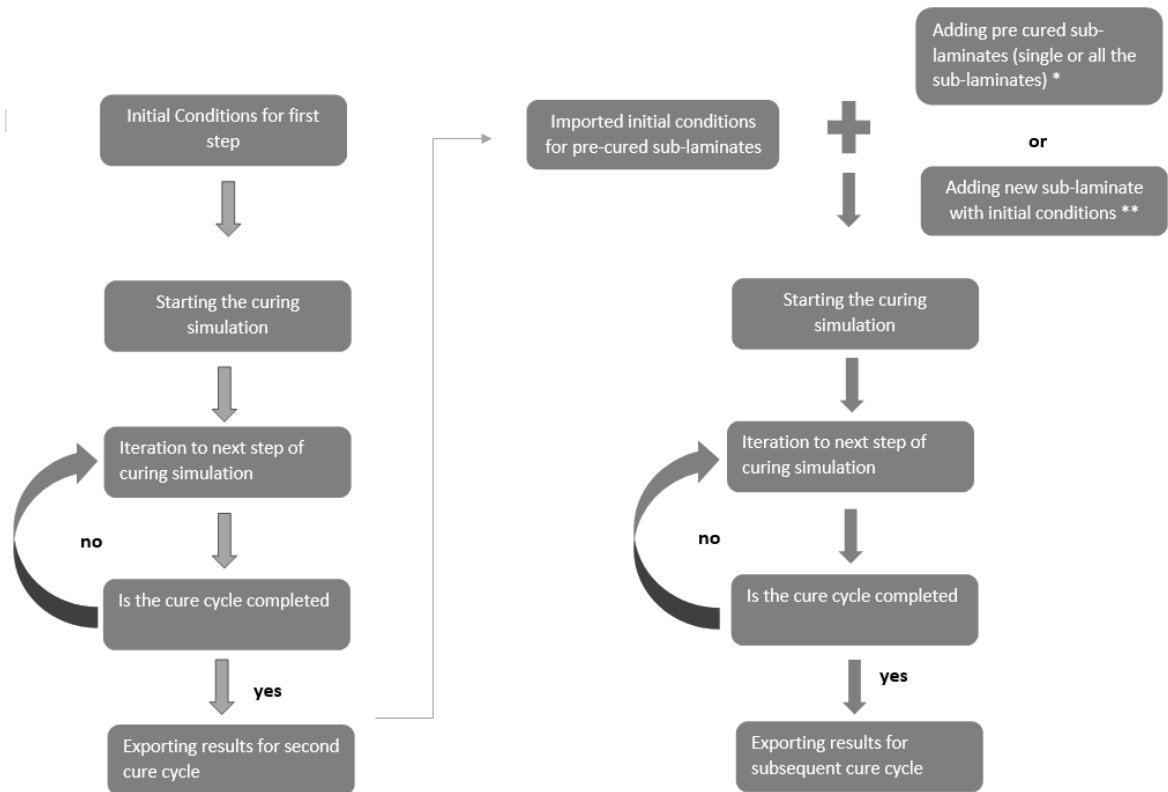 Initial Conditions for first
step
Starting the curing
simulation
Iteration to next step of
curing simulation
no
Is the cure cycle completed
yes
Exporting results for second
cure cycle
Imported initial conditions
for pre-cured sub-laminates
Adding pre cured sub-
laminates (single or all the
sub-laminates) *
or
Adding new sub-laminate
with initial conditions **
Starting the curing
simulation
Iteration to next step of
curing simulation
no
Is the cure cycle completed
yes
Exporting results for
subsequent cure cycle